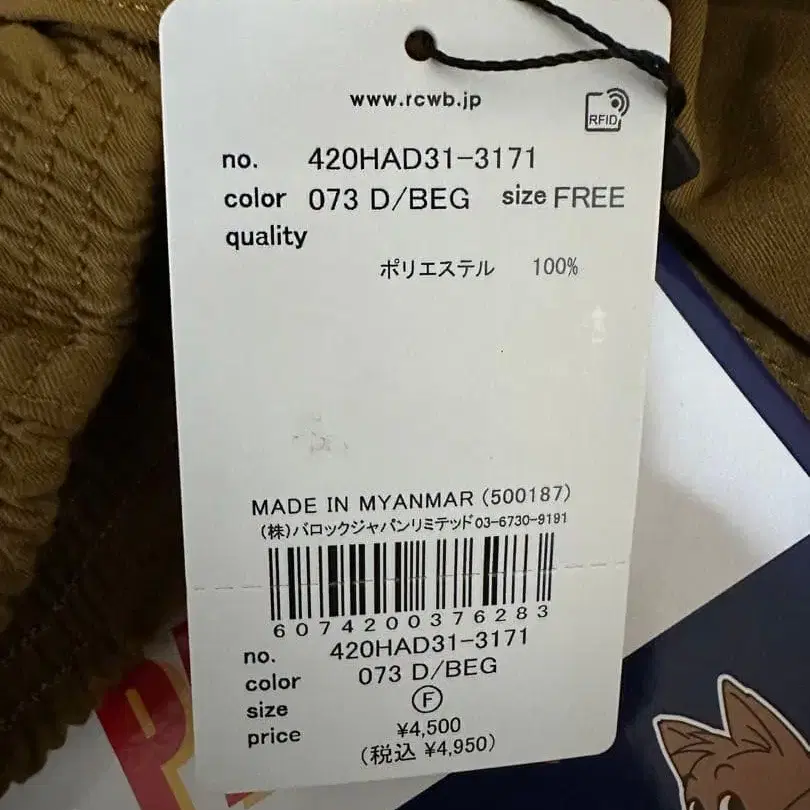 www.rcwb.jp
RFID
no. 420HAD31-3171
color 073 D/BEG size FREE
quality
ポリエステル 100%
MADE IN MYANMAR (500187)
(株)バロックジャパンリミテッド03-6730-9191
6074200376283
no. 420HAD31-3171
color 073 D/BEG
size F
price ¥4,500
(税込 ¥4,950)